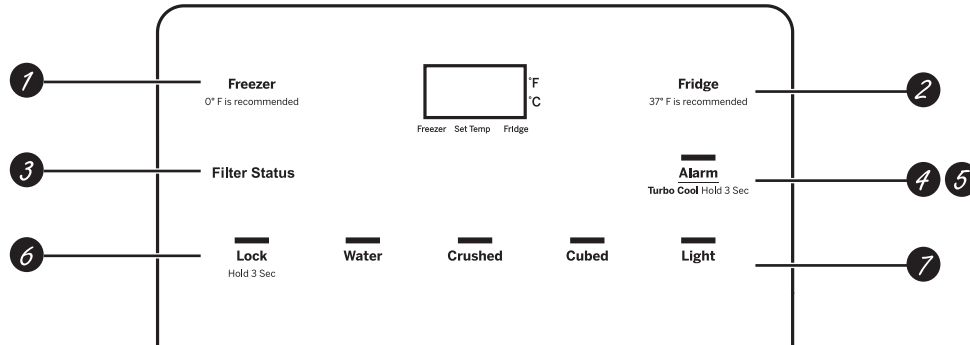 1
Freezer
0° F is recommended
°F
°C
Freezer Set Temp Fridge
Fridge
37° F is recommended
2
3
Filter Status
Alarm
Turbo Cool Hold 3 Sec
4 5
6
Lock
Hold 3 Sec
Water
Crushed
Cubed
Light
7